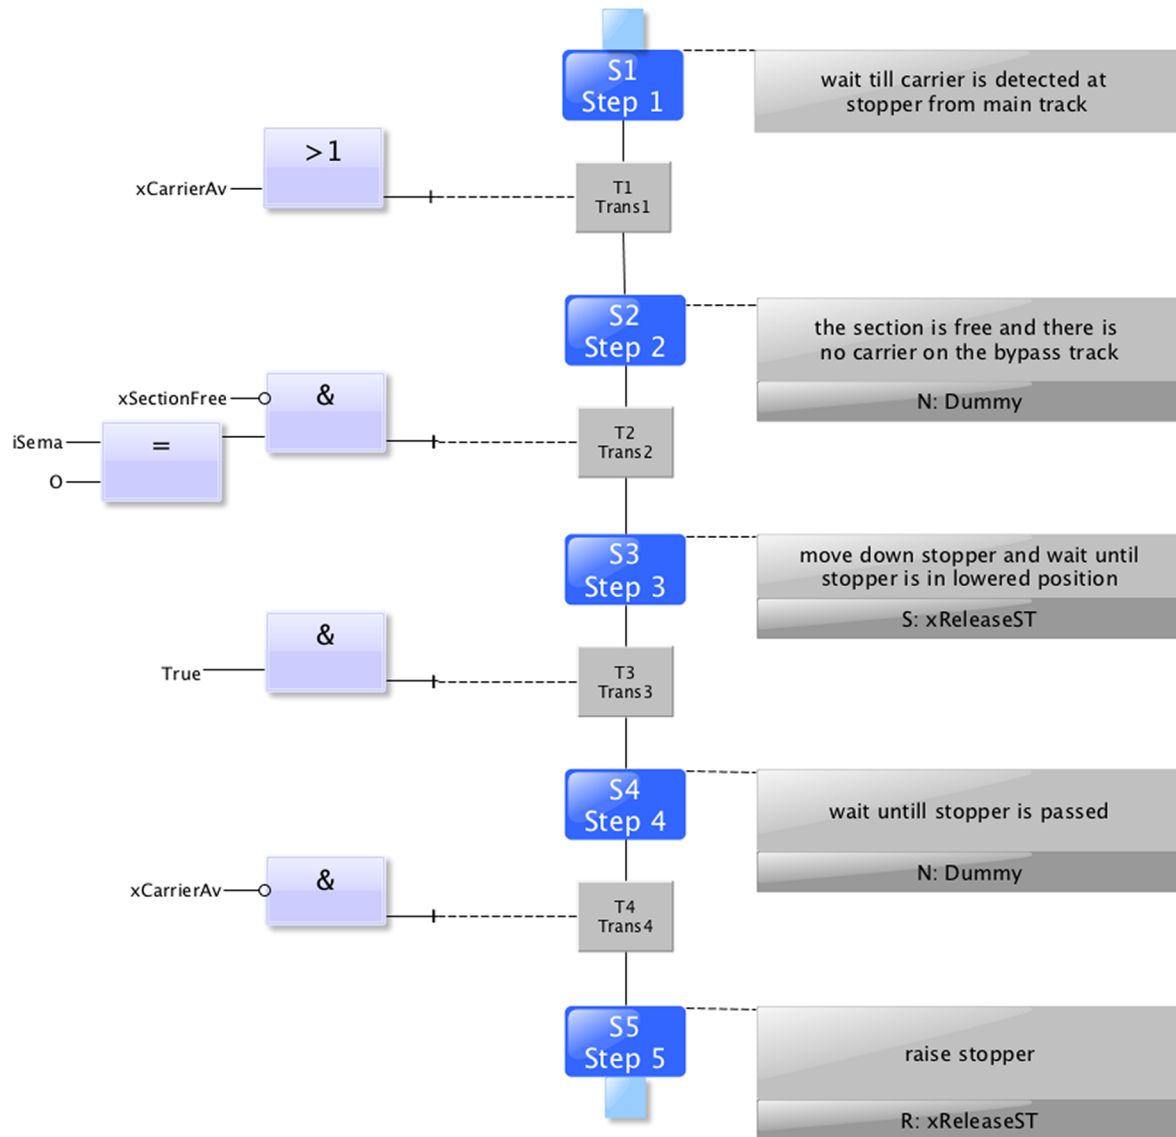 S1
Step 1
wait till carrier is detected at
stopper from main track
>1
xCarrierAv
T1
Trans1
S2
Step 2
the section is free and there is
no carrier on the bypass track
N: Dummy
xSectionFree
&
iSema
=
O
T2
Trans2
S3
Step 3
move down stopper and wait until
stopper is in lowered position
S: xReleaseST
&
True
T3
Trans3
S4
Step 4
wait untill stopper is passed
N: Dummy
&
xCarrierAv
T4
Trans4
S5
Step 5
raise stopper
R: xReleaseST